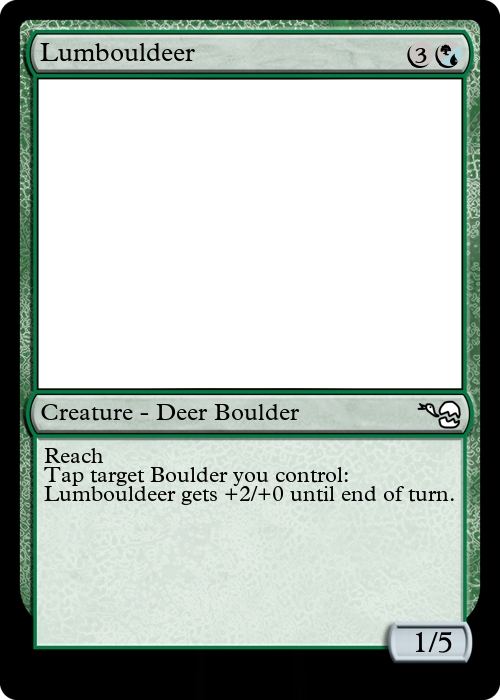 Lumbouldeer 3
Creature - Deer Boulder
Reach
Tap target Boulder you control:
Lumbouldeer gets +2/+0 until end of turn.
1/5